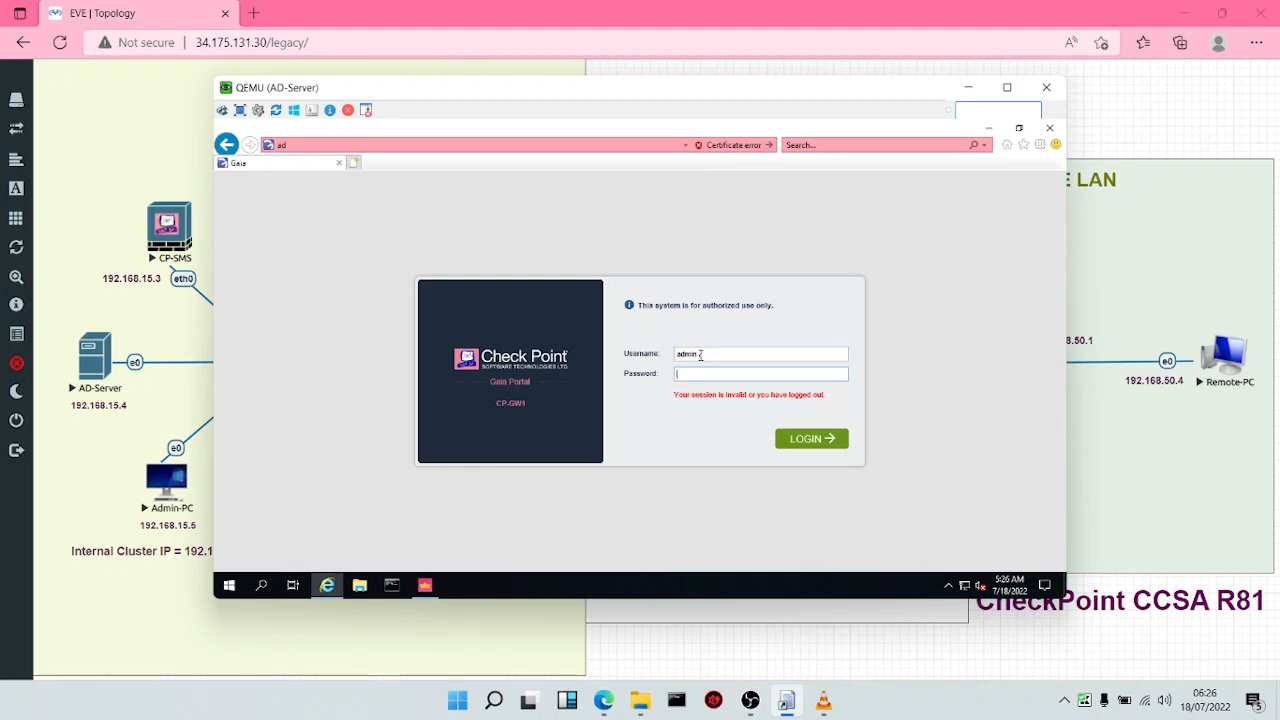 EVE | Topology
Not secure
34.175.131.30/legacy/
QEMU (AD-Server)
ad
Certificate error
Search...
Gaia
E LAN
CP-SMS
192.168.15.3
eth0
This system is for authorized use only.
Username:
admin
Password:
Your session is invalid or you have logged out.
LOGIN
Check Point
SOFTWARE TECHNOLOGIES LTD.
Gaia Portal
CP-GW1
e0
AD-Server
192.168.15.4
.50.1
e0
Remote-PC
192.168.50.4
e0
Admin-PC
192.168.15.5
Internal Cluster IP = 192.1
5:26 AM
7/18/2022
CheckPoint CCSA R81
06:26
18/07/2022
5